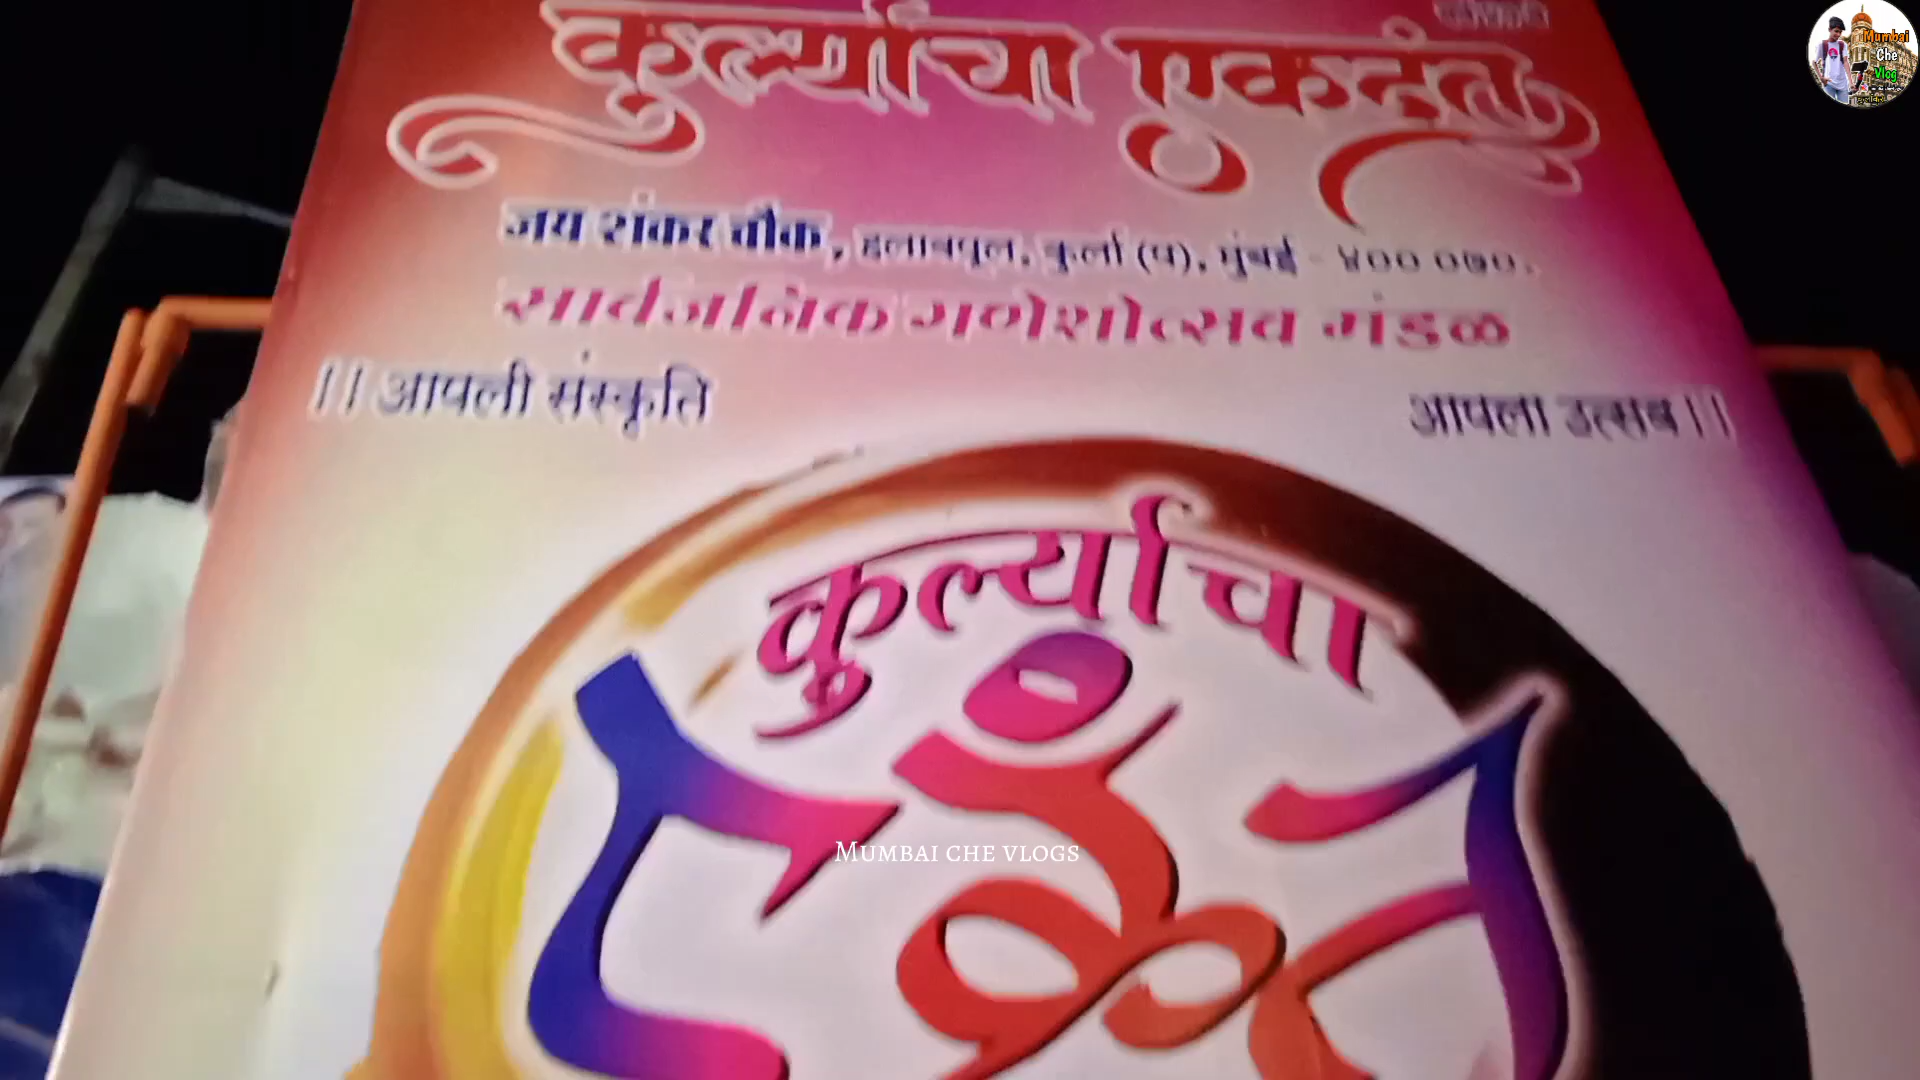 कुर्ल्याचा एकदंत
जय शंकर चौक, हलावपुल, कुर्ला (प), मुंबई - ४०० ०७०.
सार्वजनिक गणेशोत्सव मंडळ
।। आपली संस्कृति आपला उत्सव ।।
कुर्ल्याचा
MUMBAI CHE VLOGS
Mumbai
Che
Vlog